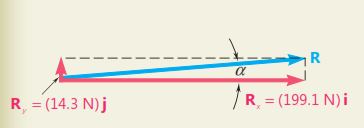 R
α
R_y = (14.3 N) j
R_x = (199.1 N) i